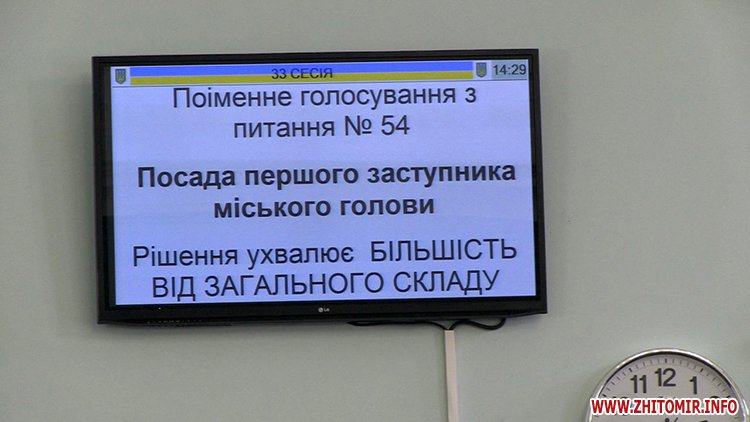 33 СЕСІЯ
14:29
Поіменне голосування з
питання № 54
Посада першого заступника
міського голови
Рішення ухвалює БІЛЬШІСТЬ
ВІД ЗАГАЛЬНОГО СКЛАДУ
LG
11 12 1
WWW.ZHITOMIR.INFO